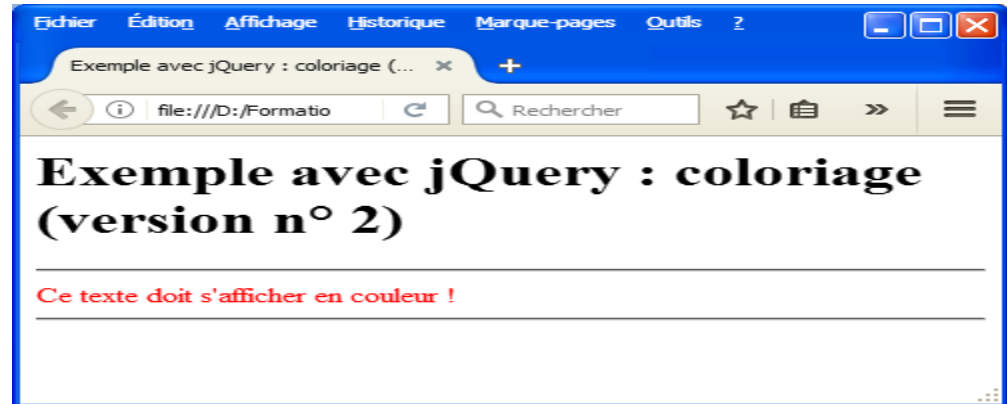 Fichier Édition Affichage Historique Marque-pages Outils ?
Exemple avec jQuery : coloriage (...
file:///D:/Formatio Rechercher
Exemple avec jQuery : coloriage
(version n° 2)
Ce texte doit s'afficher en couleur !